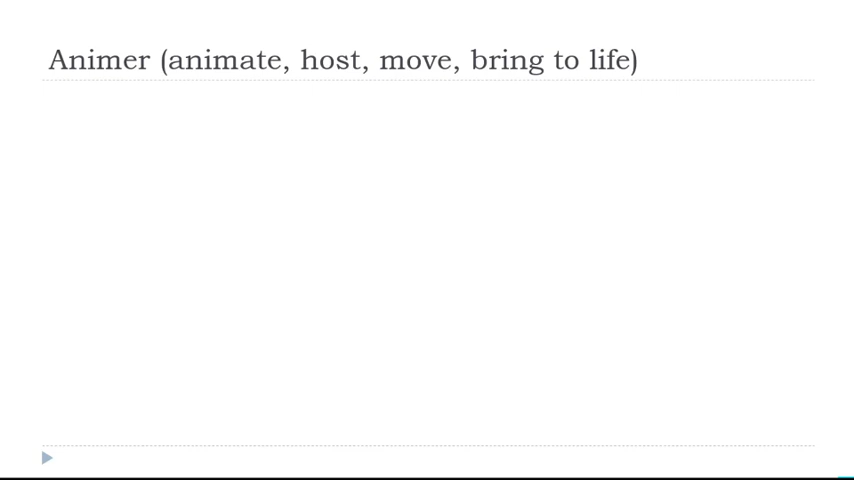 Animer (animate, host, move, bring to life)